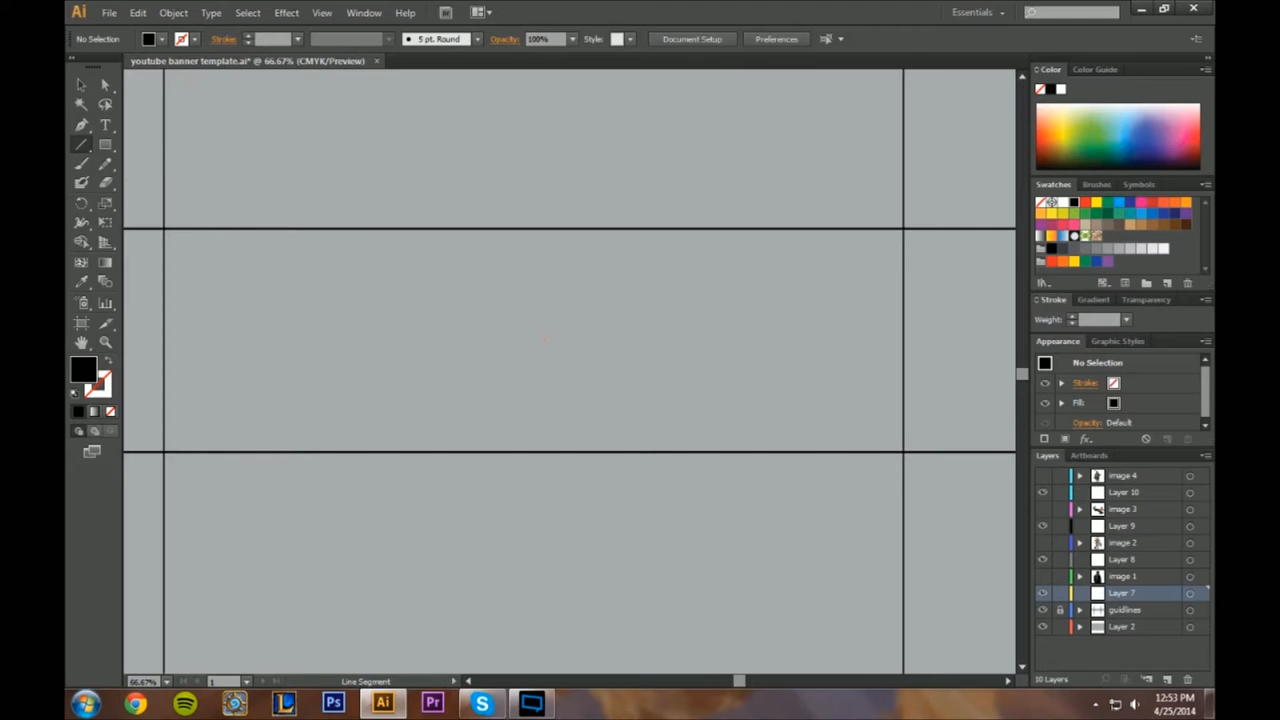 Ai File Edit Object Type Select Effect View Window Help Br Essentials
No Selection Stroke: 5 pt. Round Opacity: 100% Style: Document Setup Preferences
youtube banner template.ai* @ 66.67% (CMYK/Preview) ×
Color Color Guide
Swatches Brushes Symbols
Stroke Gradient Transparency
Weight:
Appearance Graphic Styles
No Selection
Stroke:
Fill:
Opacity: Default
fx
Layers Artboards
image 4
Layer 10
image 3
Layer 9
image 2
Layer 8
image 1
Layer 7
guidlines
Layer 2
66.67% 1 Line Segment 10 Layers
Ps Ai Pr
12:53 PM
4/25/2014